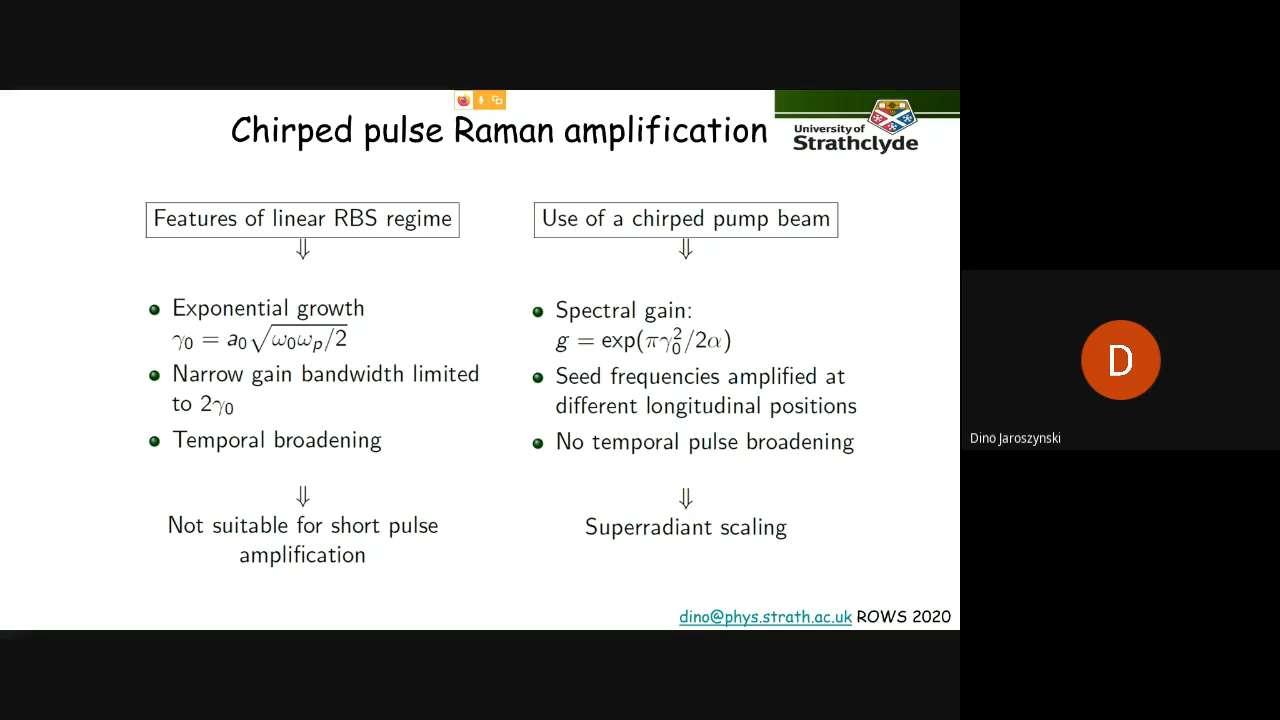 Chirped pulse Raman amplification
University of
Strathclyde
Features of linear RBS regime
⇓
Exponential growth
γ₀ = a₀√(ω₀ωₚ/2)
Narrow gain bandwidth limited
to 2γ₀
Temporal broadening
⇓
Not suitable for short pulse
amplification
Use of a chirped pump beam
⇓
Spectral gain:
g = exp(πγ₀²/2α)
Seed frequencies amplified at
different longitudinal positions
No temporal pulse broadening
⇓
Superradiant scaling
dino@phys.strath.ac.uk ROWS 2020
D
Dino Jaroszynski